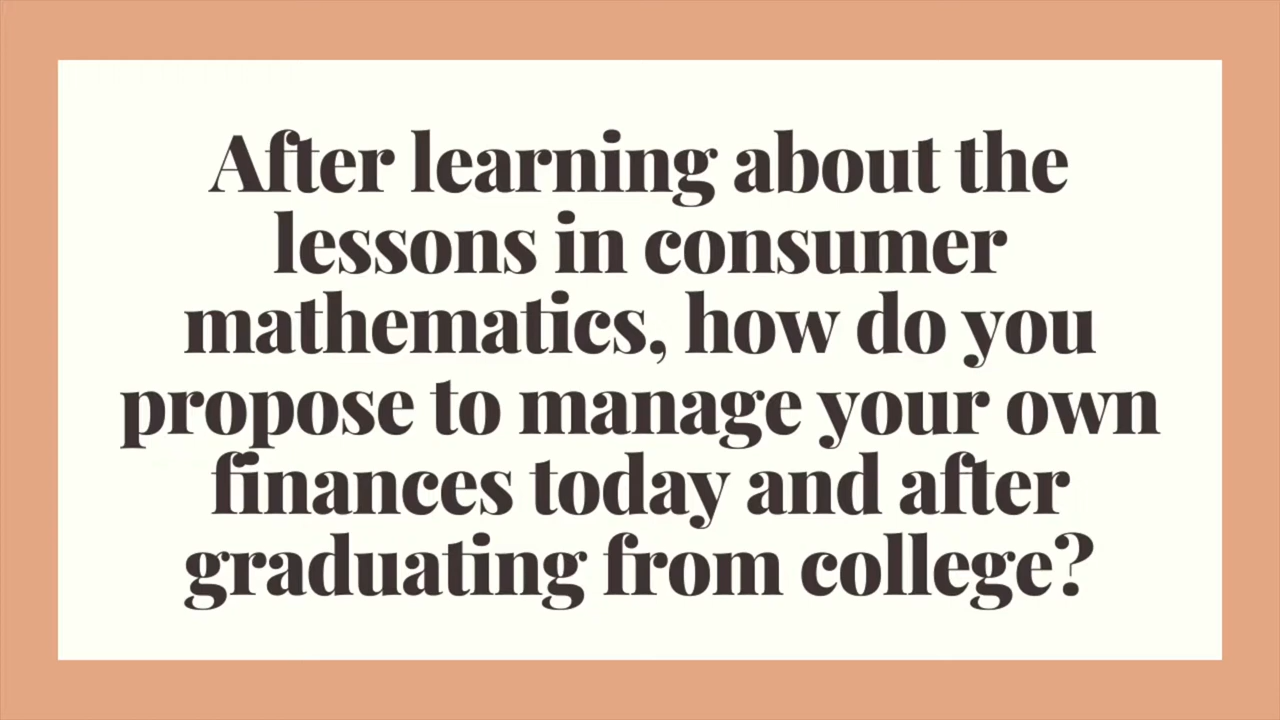 After learning about the
lessons in consumer
mathematics, how do you
propose to manage your own
finances today and after
graduating from college?